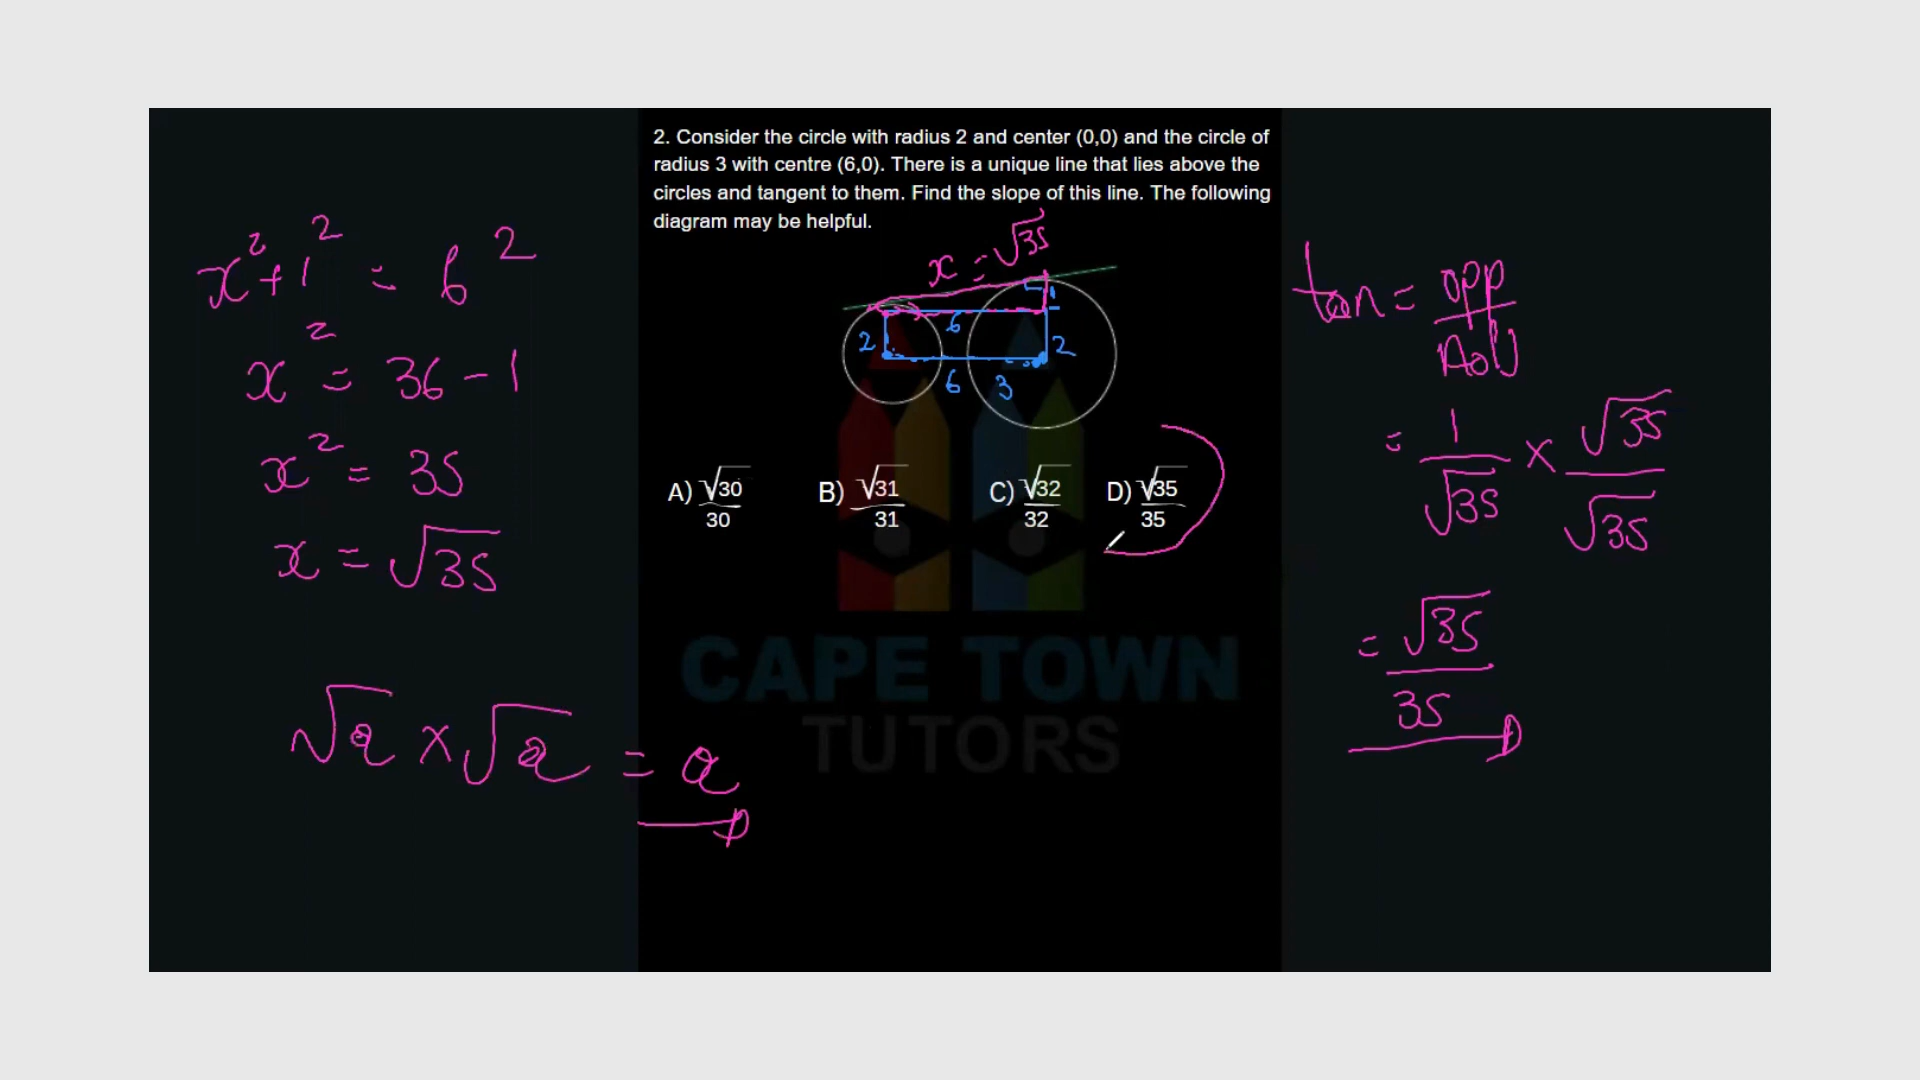 2. Consider the circle with radius 2 and center (0,0) and the circle of
radius 3 with centre (6,0). There is a unique line that lies above the
circles and tangent to them. Find the slope of this line. The following
diagram may be helpful.
x = √35
1
6
2
2
6
3
A) √30/30
B) √31/31
C) √32/32
D) √35/35
x² + 1² = 6²
x² = 36 - 1
x² = 35
x = √35
√a × √a = a
tan = opp/Adj
= 1/√35 × √35/√35
= √35/35
CAPE TOWN
TUTORS